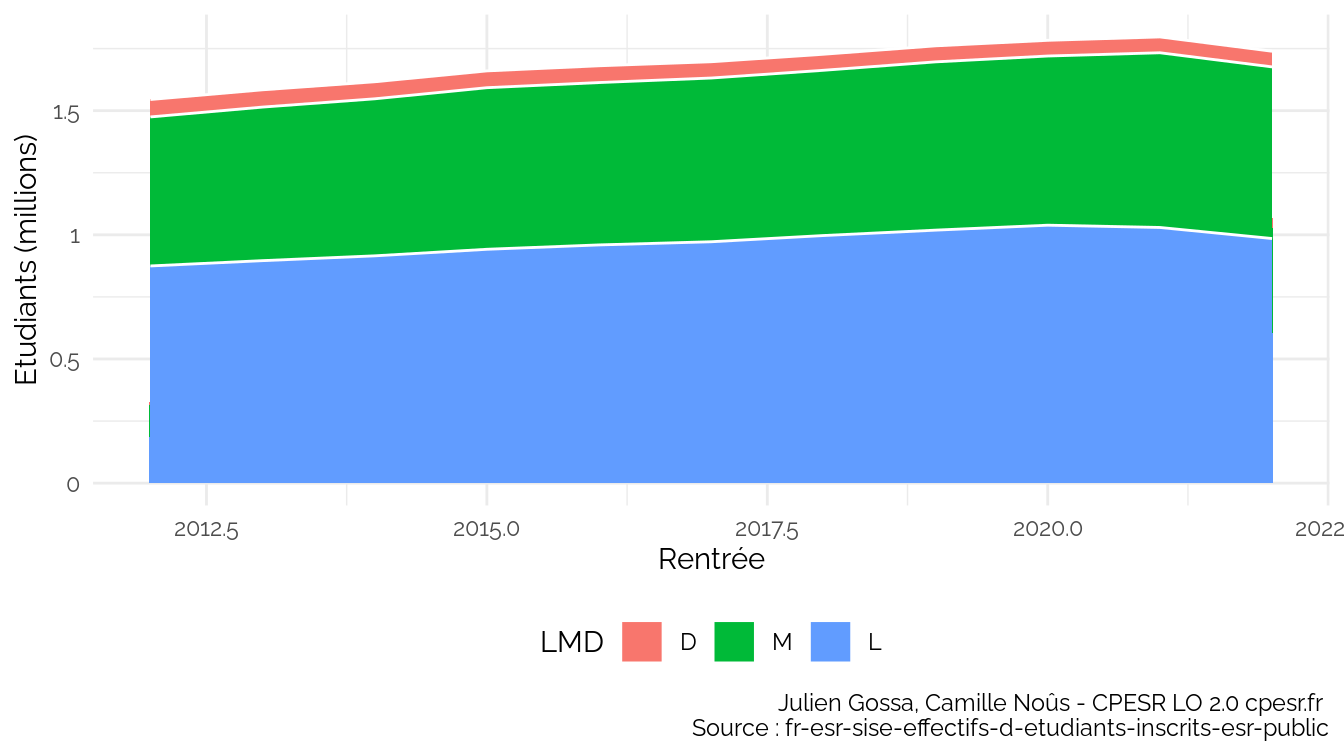 Etudiants (millions)
1.5
1
0.5
0
2012.5
2015.0
2017.5
2020.0
2022
Rentrée
LMD
D
M
L
Julien Gossa, Camille Noûs - CPESR LO 2.0 cpesr.fr
Source : fr-esr-sise-effectifs-d-etudiants-inscrits-esr-public